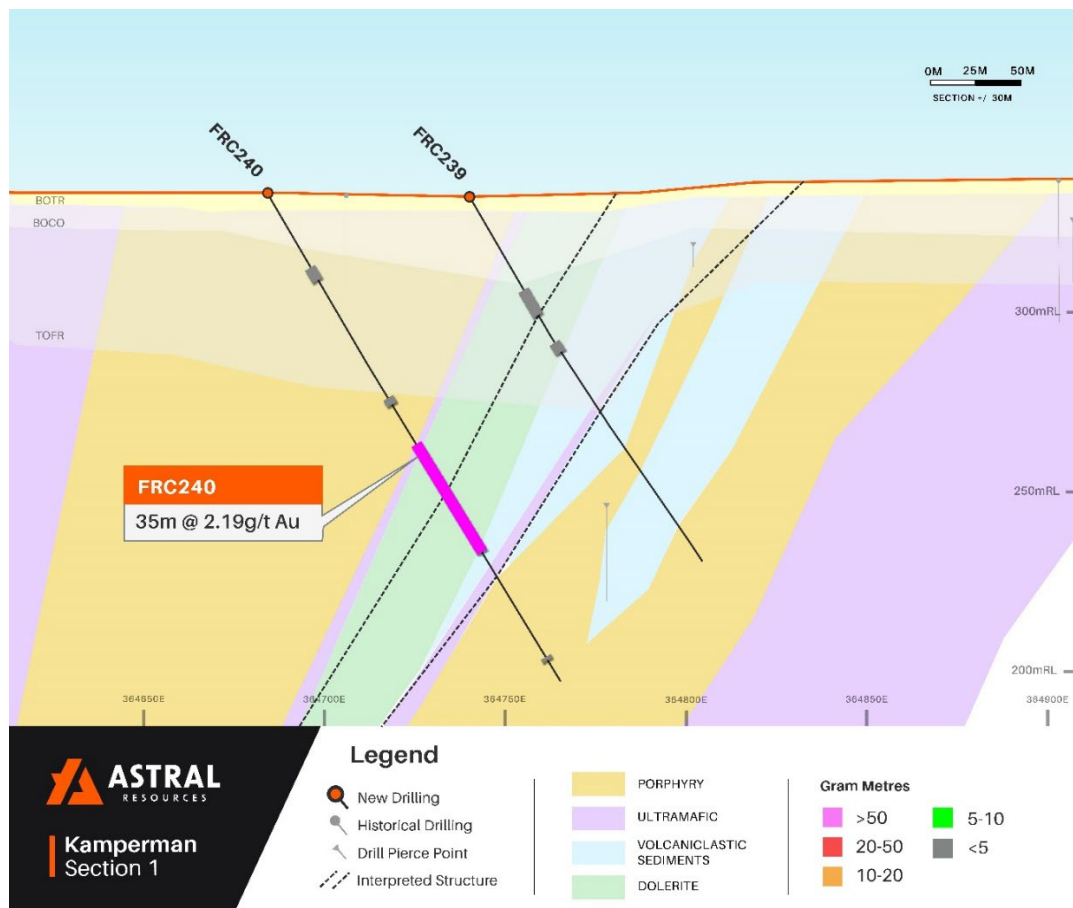 0M 25M 50M
SECTION +/- 30M
FRC240
FRC239
BOTR
BOCO
TOFR
300mRL
250mRL
200mRL
FRC240
35m @ 2.19g/t Au
364650E 364700E 364750E 364800E 364850E 364900E
ASTRAL
RESOURCES
Kamperman
Section 1
Legend
New Drilling
Historical Drilling
Drill Pierce Point
Interpreted Structure
PORPHYRY
ULTRAMAFIC
VOLCANICLASTIC
SEDIMENTS
DOLERITE
Gram Metres
>50
20-50
10-20
5-10
<5